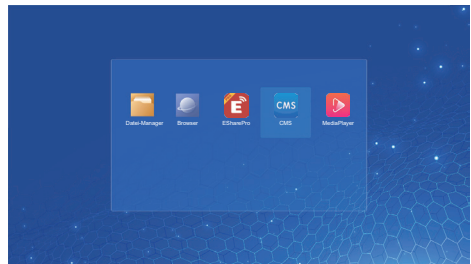 E
CMS
Datei-Manager
Browser
ESharePro
CMS
MediaPlayer